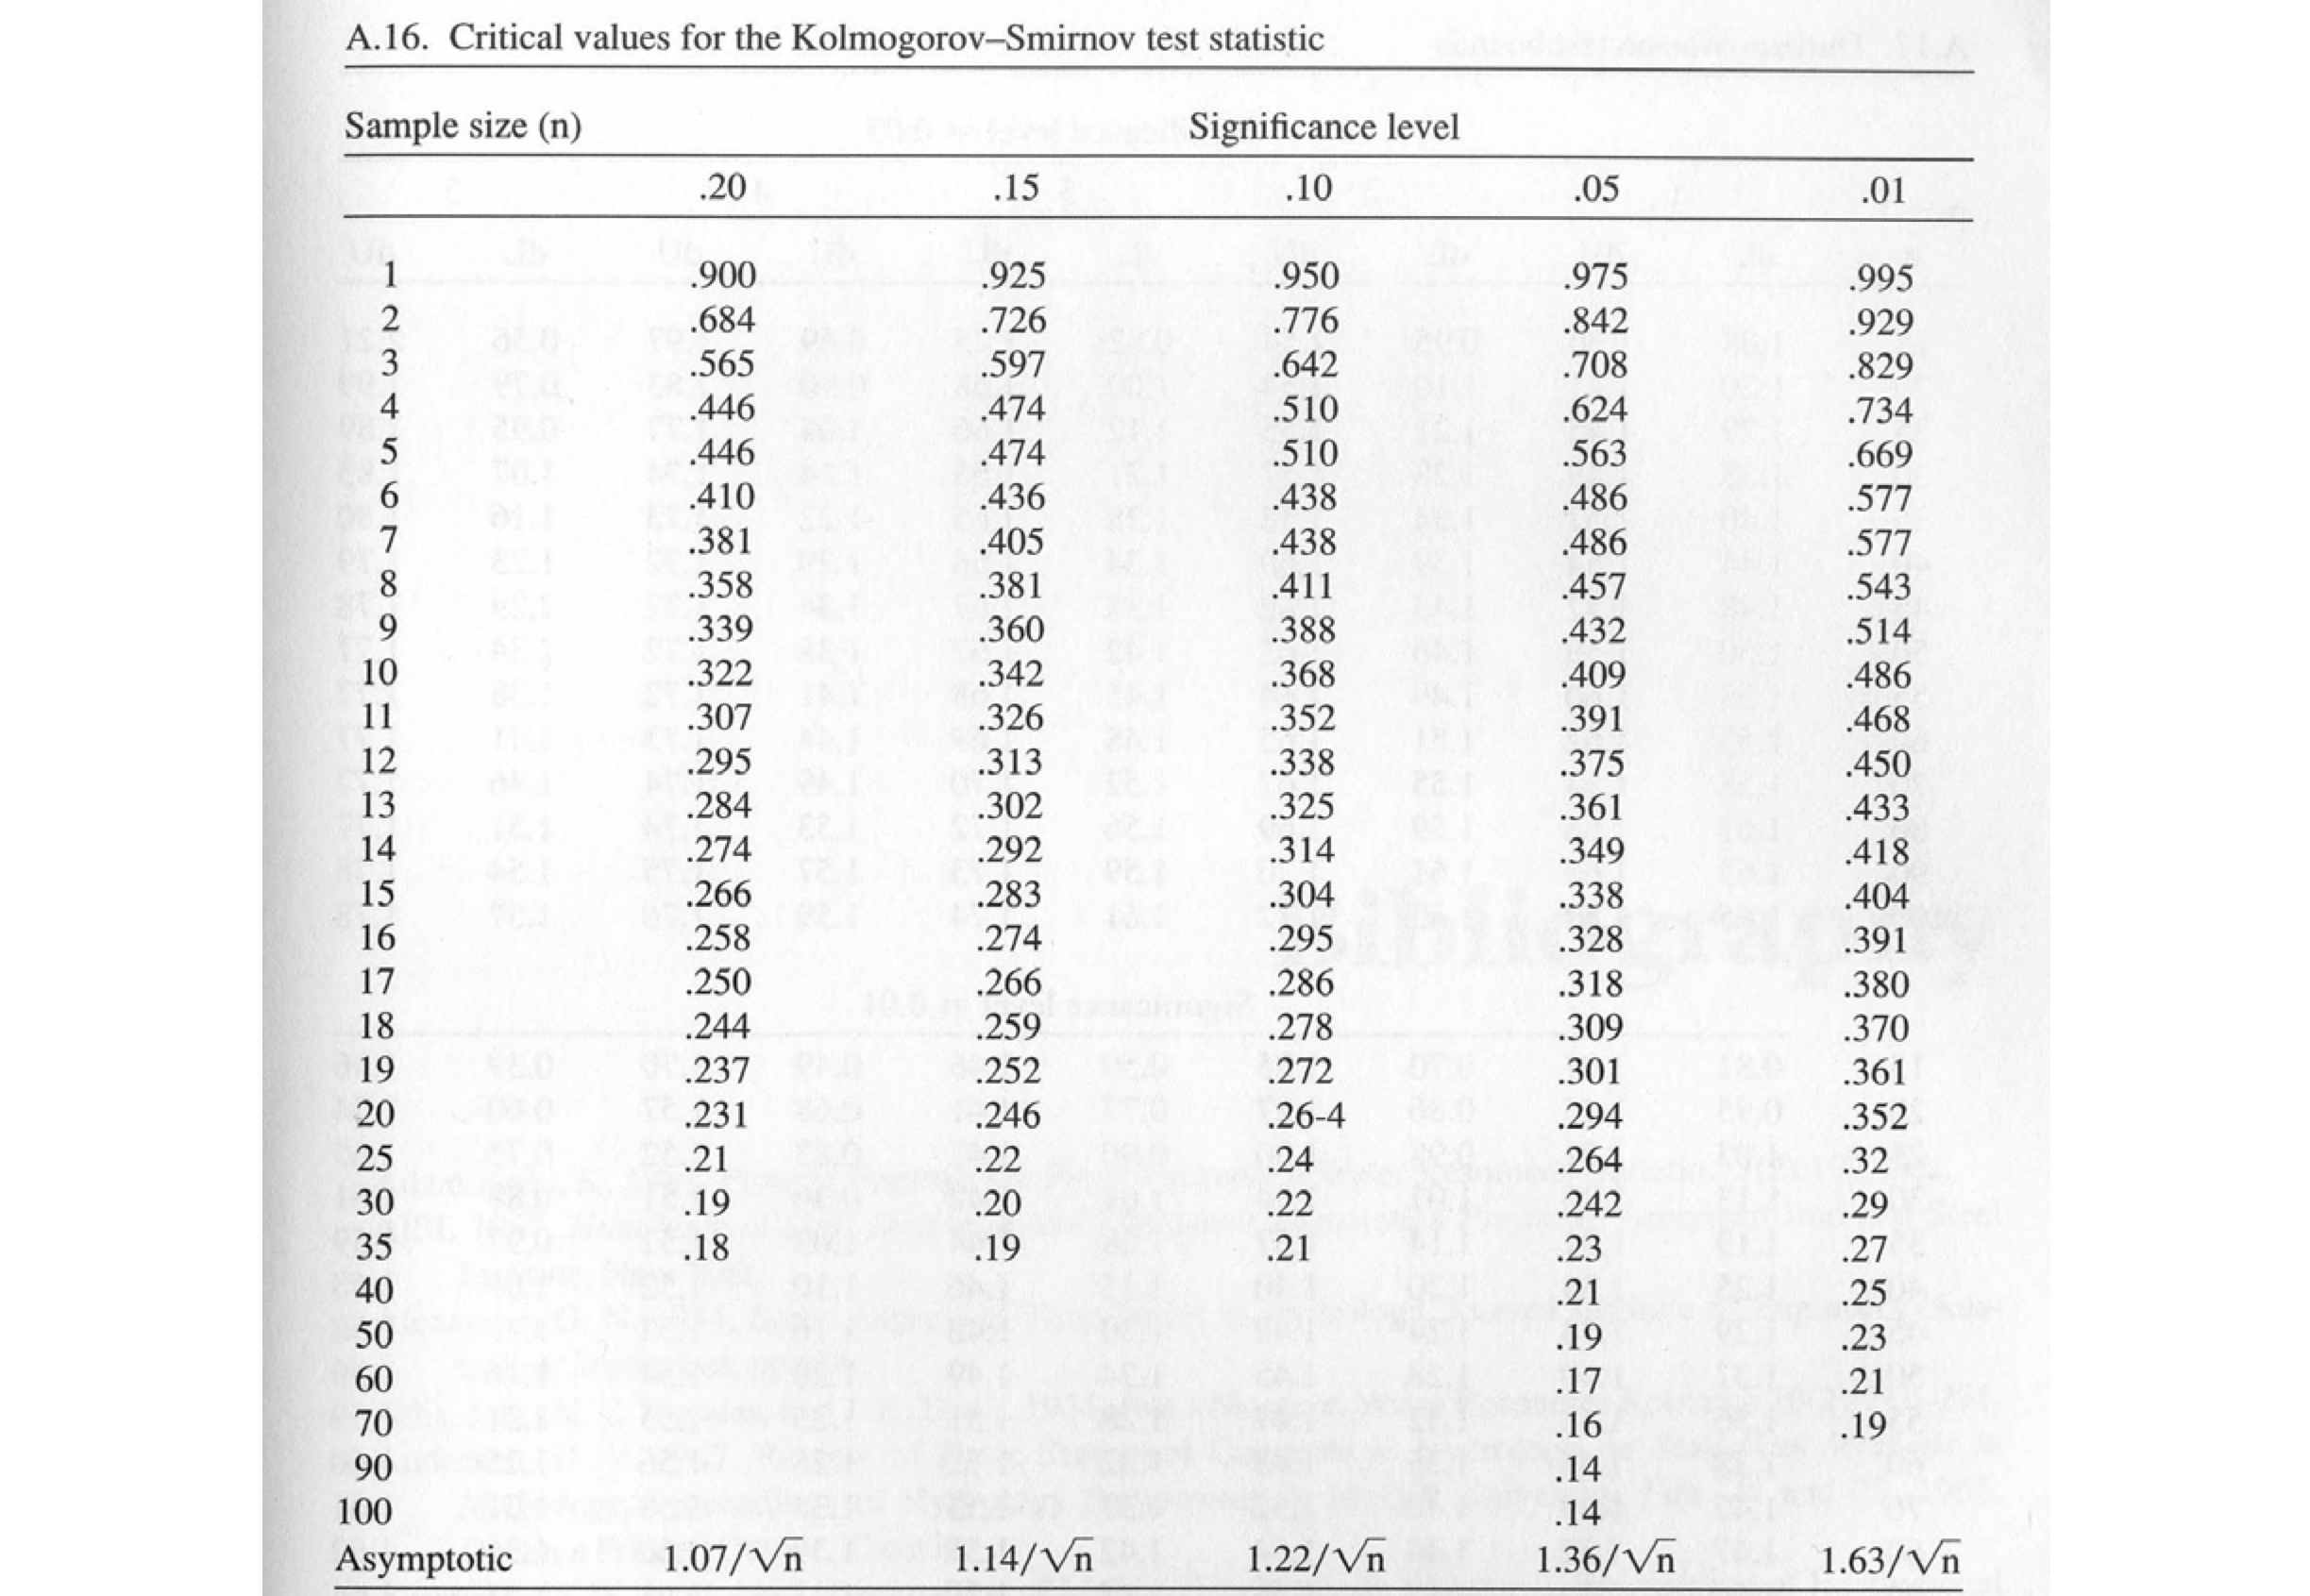 A.16. Critical values for the Kolmogorov–Smirnov test statistic
Sample size (n) Significance level
.20 .15 .10 .05 .01
1 .900 .925 .950 .975 .995
2 .684 .726 .776 .842 .929
3 .565 .597 .642 .708 .829
4 .446 .474 .510 .624 .734
5 .446 .474 .510 .563 .669
6 .410 .436 .438 .486 .577
7 .381 .405 .438 .486 .577
8 .358 .381 .411 .457 .543
9 .339 .360 .388 .432 .514
10 .322 .342 .368 .409 .486
11 .307 .326 .352 .391 .468
12 .295 .313 .338 .375 .450
13 .284 .302 .325 .361 .433
14 .274 .292 .314 .349 .418
15 .266 .283 .304 .338 .404
16 .258 .274 .295 .328 .391
17 .250 .266 .286 .318 .380
18 .244 .259 .278 .309 .370
19 .237 .252 .272 .301 .361
20 .231 .246 .26-4 .294 .352
25 .21 .22 .24 .264 .32
30 .19 .20 .22 .242 .29
35 .18 .19 .21 .23 .27
40 .21 .25
50 .19 .23
60 .17 .21
70 .16 .19
90 .14
100 .14
Asymptotic 1.07/√n 1.14/√n 1.22/√n 1.36/√n 1.63/√n